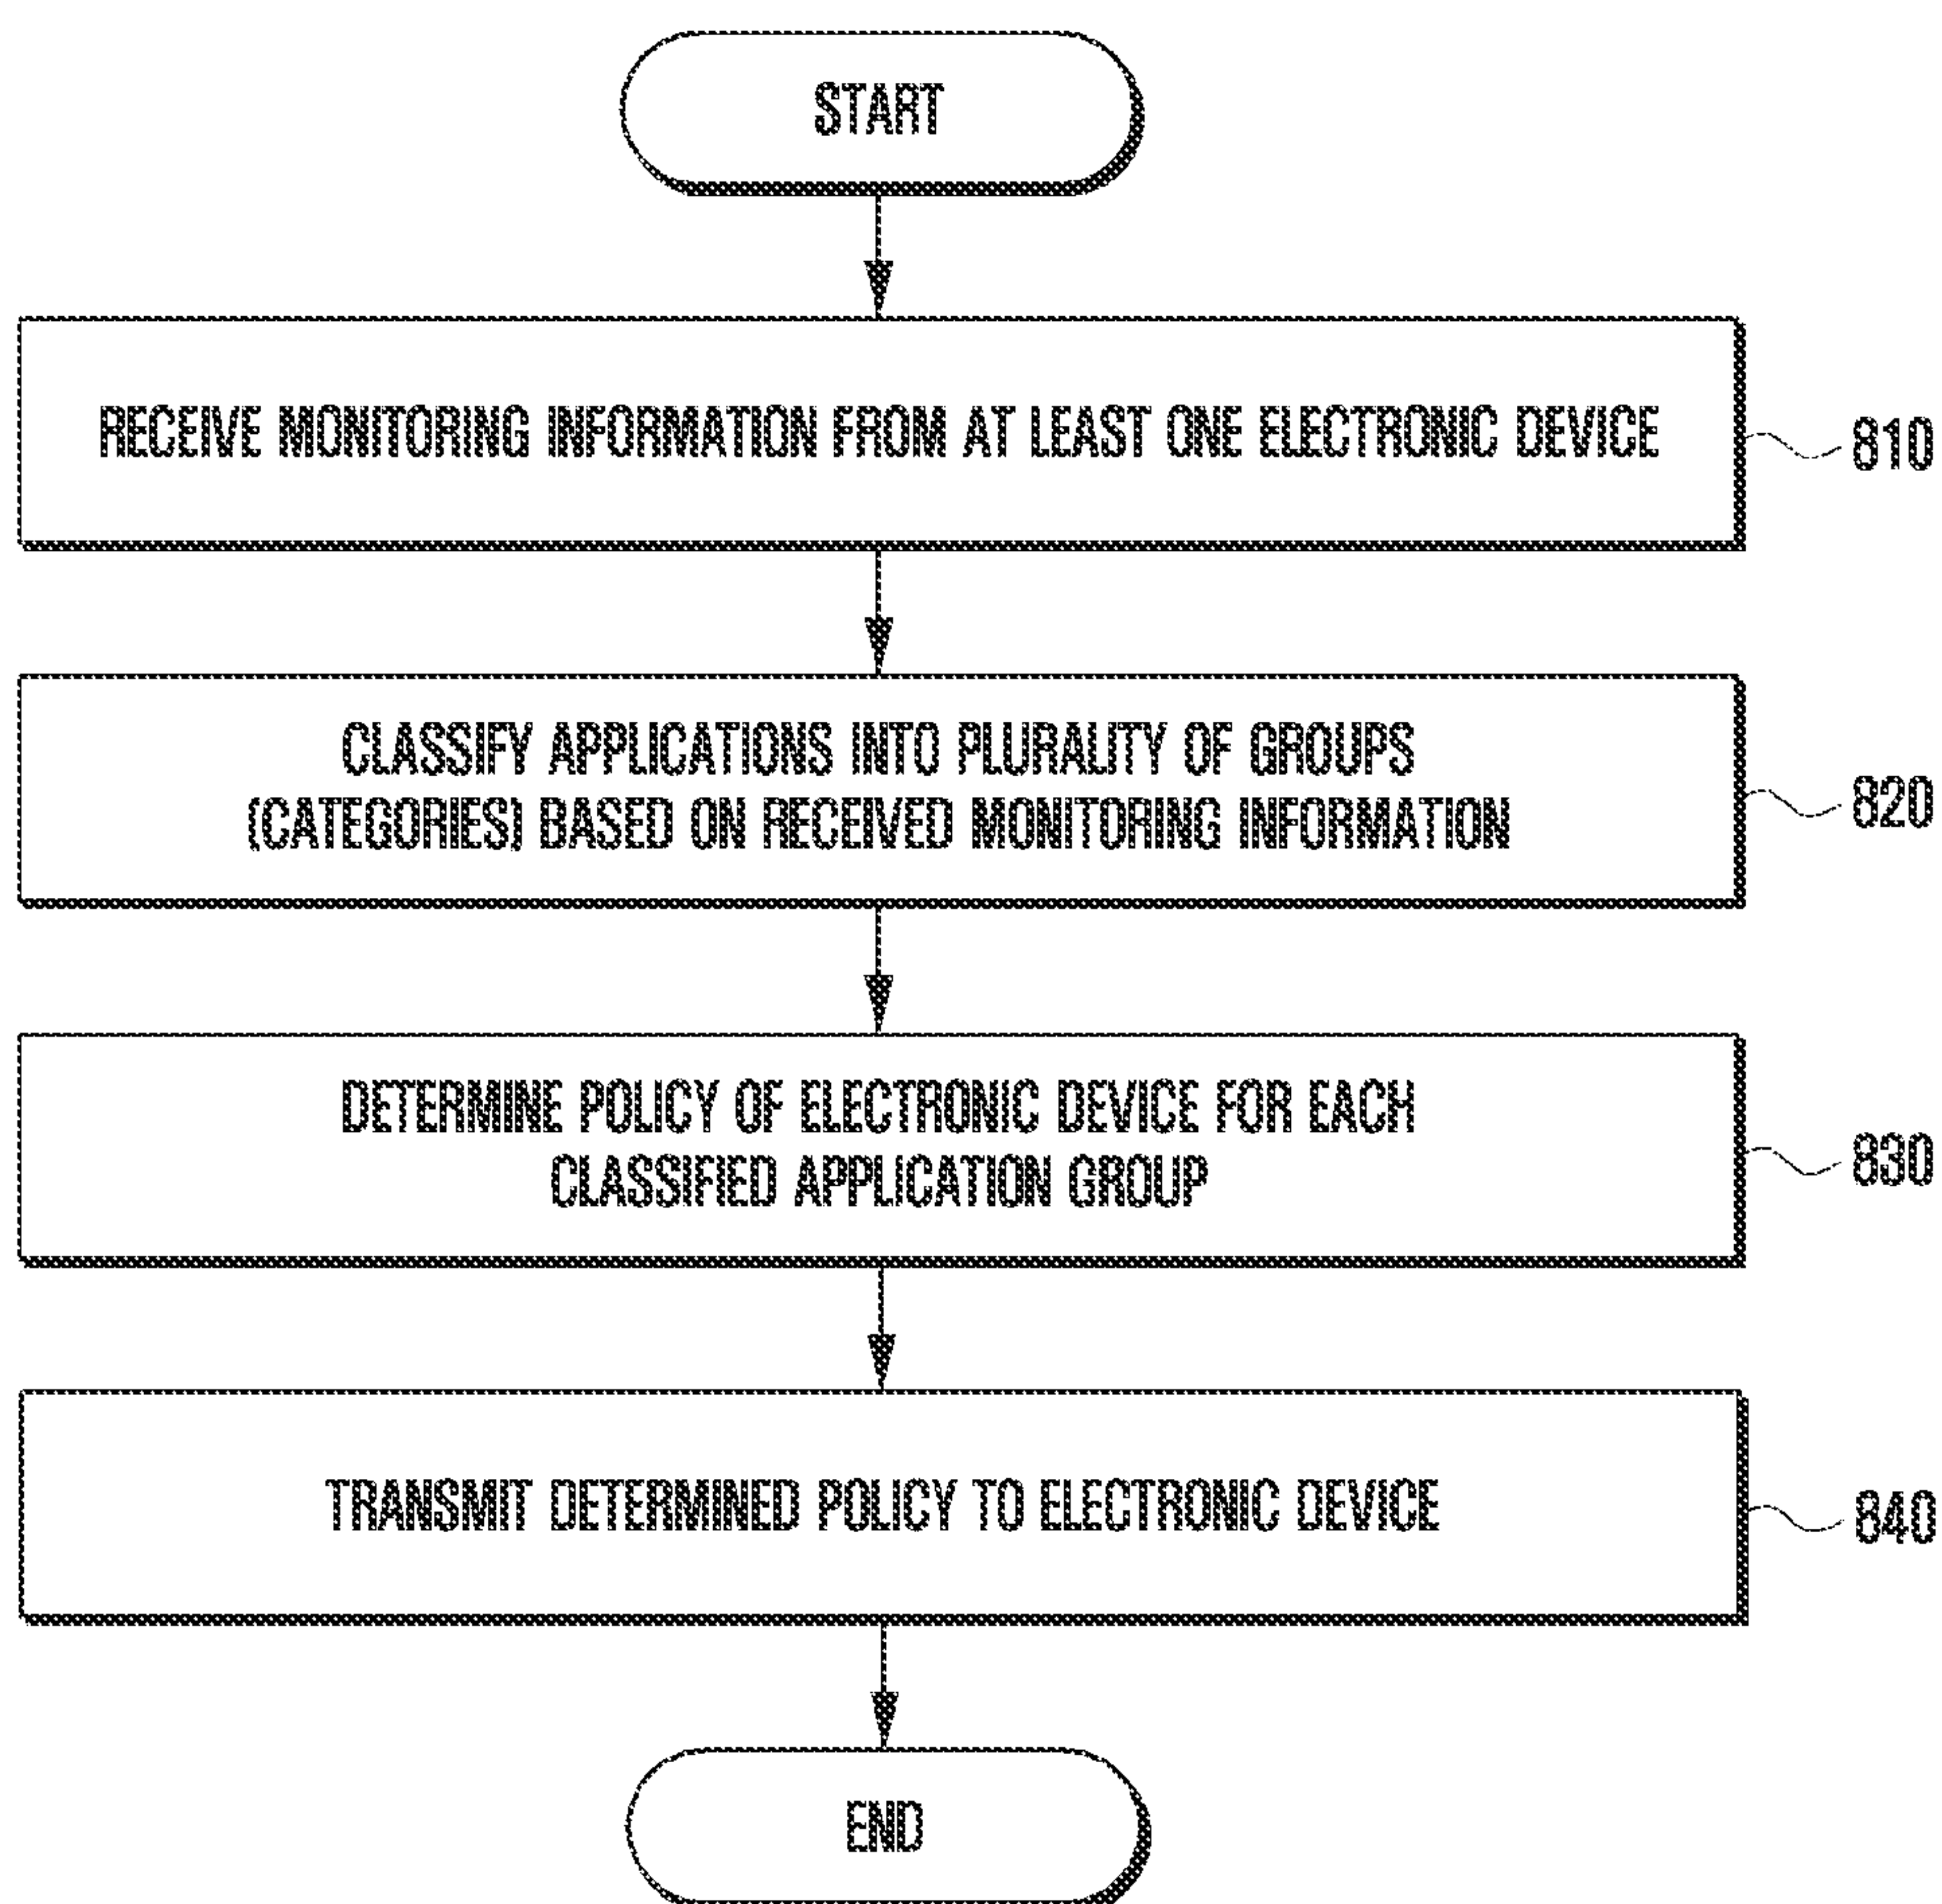 START
RECEIVE MONITORING INFORMATION FROM AT LEAST ONE ELECTRONIC DEVICE
810
CLASSIFY APPLICATIONS INTO PLURALITY OF GROUPS
(CATEGORIES) BASED ON RECEIVED MONITORING INFORMATION
820
DETERMINE POLICY OF ELECTRONIC DEVICE FOR EACH
CLASSIFIED APPLICATION GROUP
830
TRANSMIT DETERMINED POLICY TO ELECTRONIC DEVICE
840
END